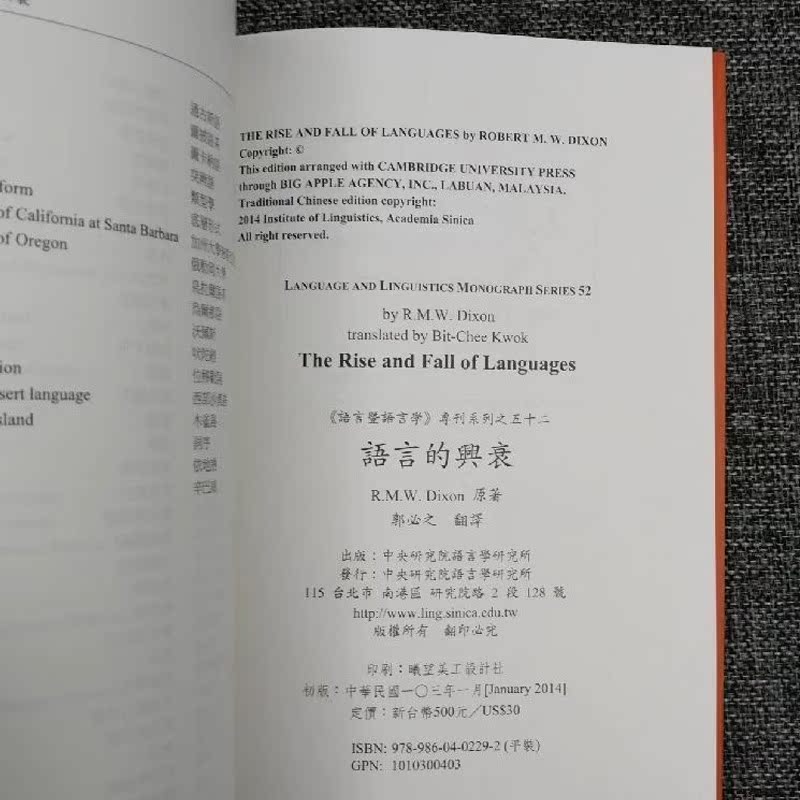 form
of California at Santa Barbara
of Oregon
sert language
sland
THE RISE AND FALL OF LANGUAGES by ROBERT M. W. DIXON
Copyright: ©
This edition arranged with CAMBRIDGE UNIVERSITY PRESS
through BIG APPLE AGENCY, INC., LABUAN, MALAYSIA.
Traditional Chinese edition copyright:
2014 Institute of Linguistics, Academia Sinica
All right reserved.
LANGUAGE AND LINGUISTICS MONOGRAPH SERIES 52
by R.M.W. Dixon
translated by Bit-Chee Kwok
The Rise and Fall of Languages
《語言暨語言學》專刊系列之五十二
語言的興衰
R.M.W. Dixon 原著
郭必之 翻譯
出版：中央研究院語言學研究所
發行：中央研究院語言學研究所
115 台北市 南港區 研究院路 2 段 128 號
http://www.ling.sinica.edu.tw
版權所有 翻印必究
印刷：曦望美工設計社
初版：中華民國一〇三年一月[January 2014]
定價：新台幣500元／US$30
ISBN: 978-986-04-0229-2 (平裝)
GPN: 1010300403